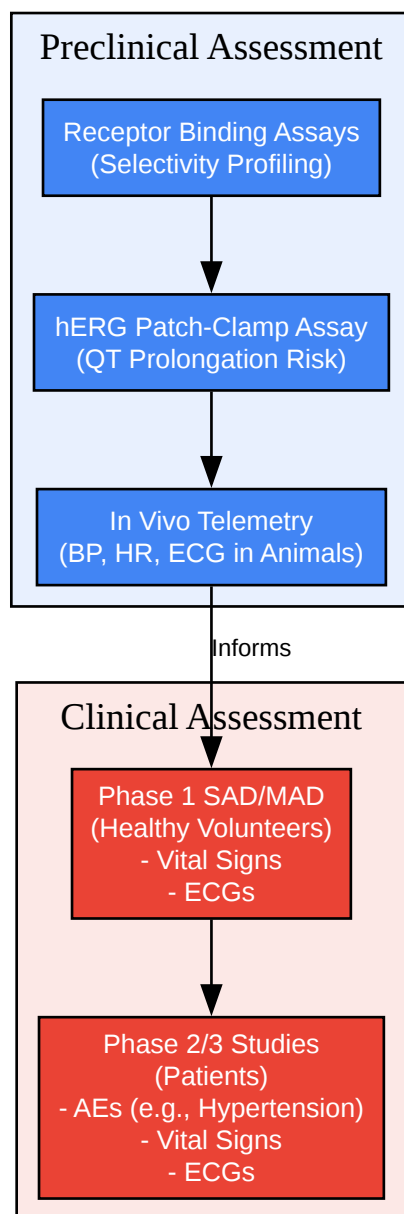 Preclinical Assessment
Receptor Binding Assays
(Selectivity Profiling)
hERG Patch-Clamp Assay
(QT Prolongation Risk)
In Vivo Telemetry
(BP, HR, ECG in Animals)
Informs
Clinical Assessment
Phase 1 SAD/MAD
(Healthy Volunteers)
- Vital Signs
- ECGs
Phase 2/3 Studies
(Patients)
- AEs (e.g., Hypertension)
- Vital Signs
- ECGs